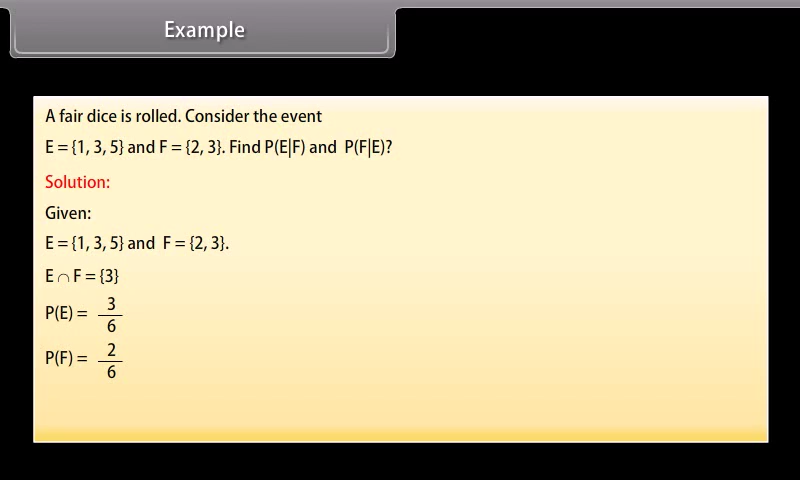 Example
A fair dice is rolled. Consider the event
E = {1, 3, 5} and F = {2, 3}. Find P(E|F) and P(F|E)?
Solution:
Given:
E = {1, 3, 5} and F = {2, 3}.
E ∩ F = {3}
P(E) = 3/6
P(F) = 2/6